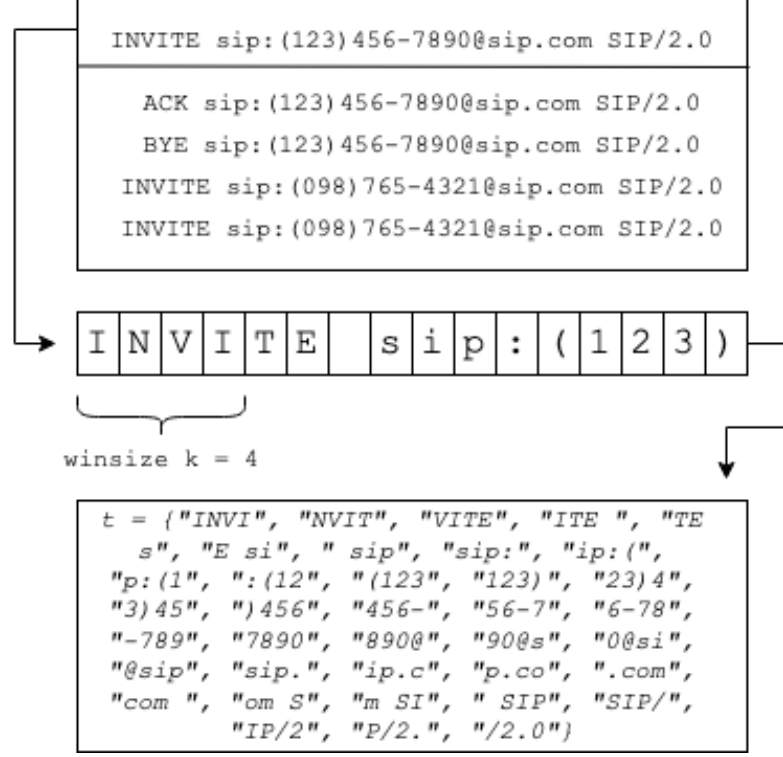 INVITE sip:(123)456-7890@sip.com SIP/2.0
ACK sip:(123)456-7890@sip.com SIP/2.0
BYE sip:(123)456-7890@sip.com SIP/2.0
INVITE sip:(098)765-4321@sip.com SIP/2.0
INVITE sip:(098)765-4321@sip.com SIP/2.0
INVITE sip:(123)
winsize k = 4
t = {"INVI", "NVIT", "VITE", "ITE ", "TE
s", "E si", " sip", "sip:", "ip:(",
"p:(1", ":(12", "(123", "123)", "23)4",
"3)45", ")456", "456-", "56-7", "6-78",
"-789", "7890", "890@", "90@s", "0@si",
"@sip", "sip.", "ip.c", "p.co", ".com",
"com ", "om S", "m SI", " SIP", "SIP/",
"IP/2", "P/2.", "/2.0"}